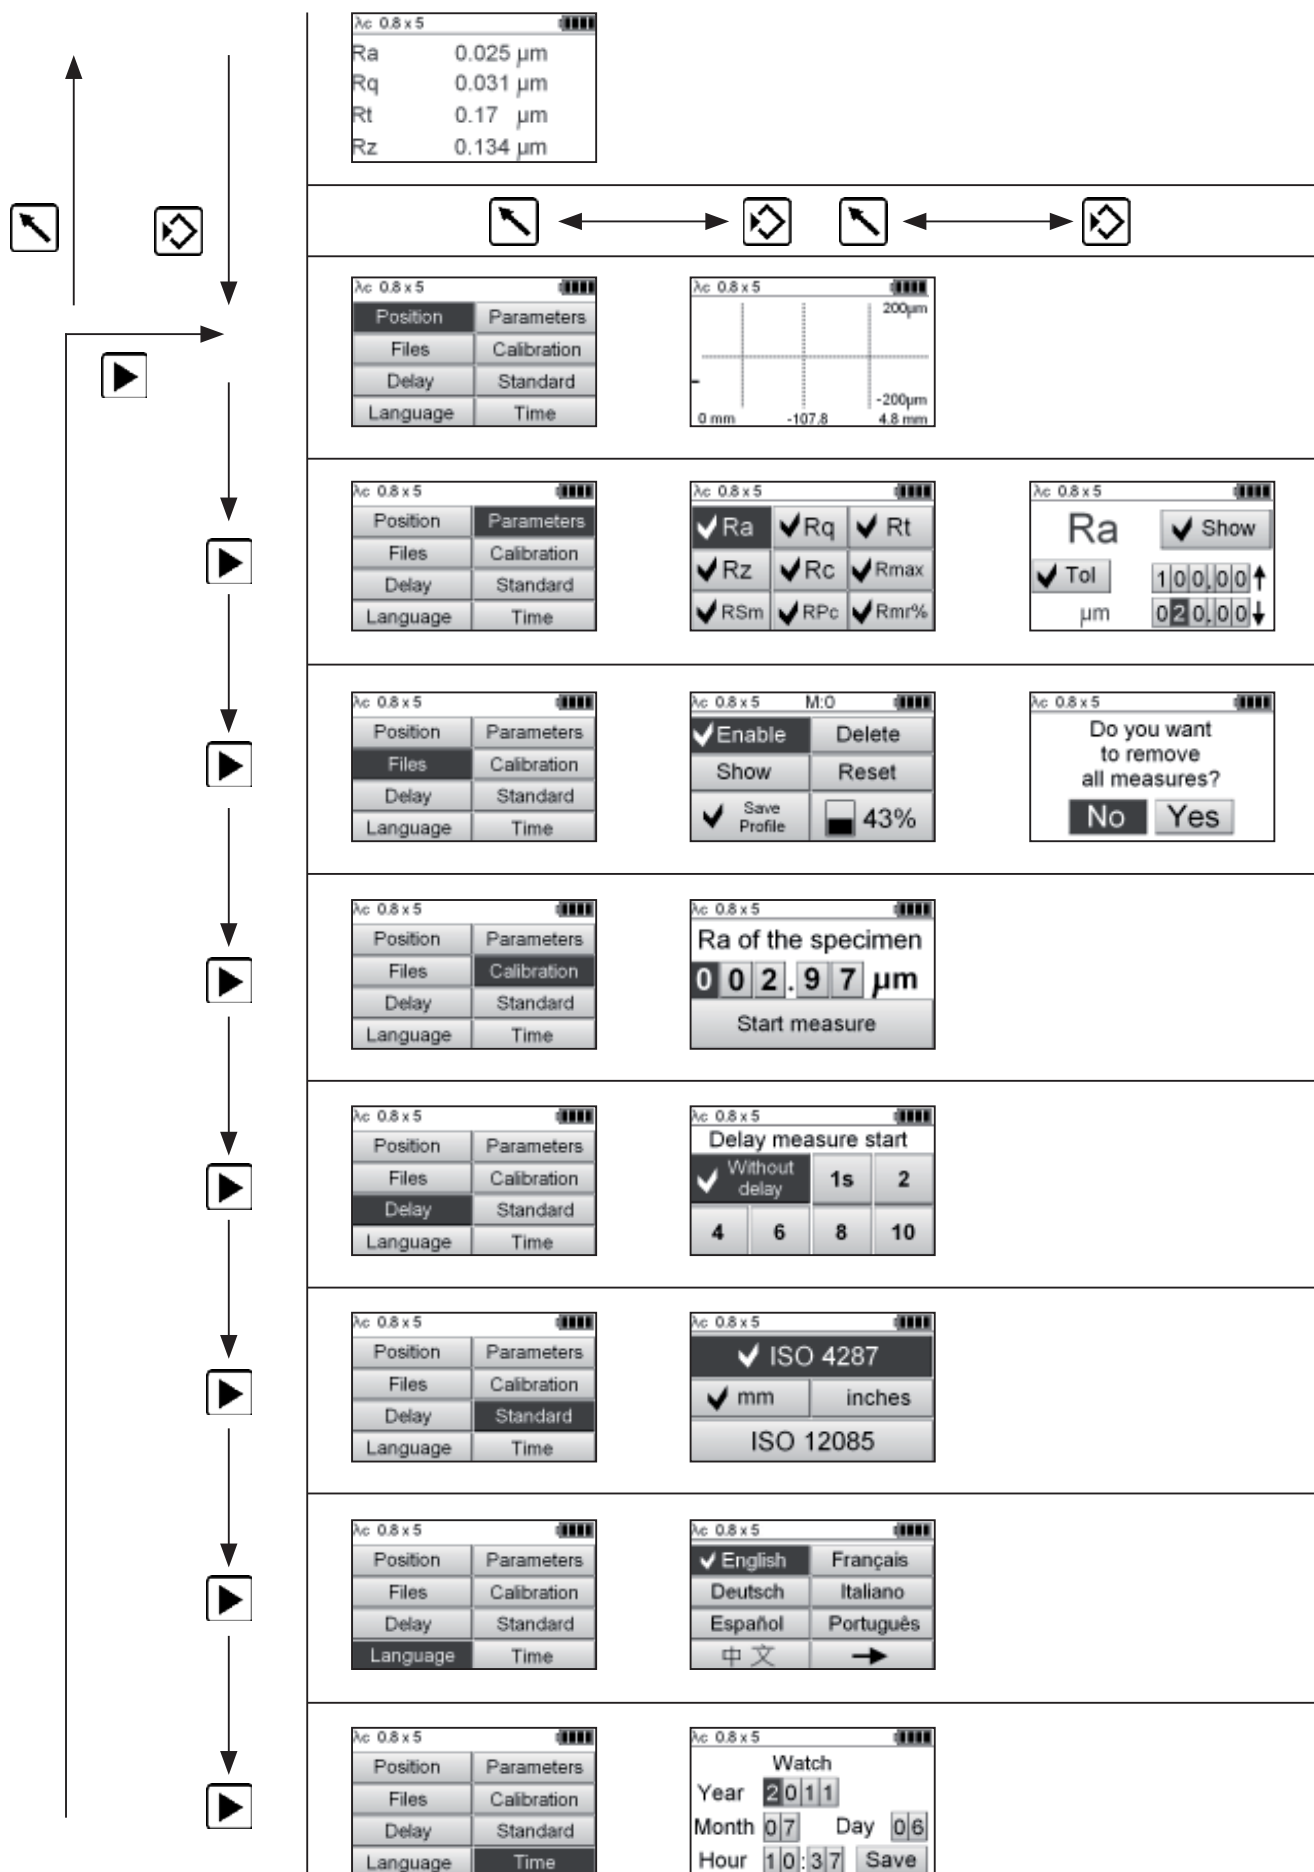 λc 0.8 x 5
Ra 0.025 µm
Rq 0.031 µm
Rt 0.17 µm
Rz 0.134 µm
λc 0.8 x 5
Position Parameters
Files Calibration
Delay Standard
Language Time
λc 0.8 x 5
200µm
-200µm
0 mm -107.8 4.8 mm
λc 0.8 x 5
Position Parameters
Files Calibration
Delay Standard
Language Time
λc 0.8 x 5
Ra Rq Rt
Rz Rc Rmax
RSm RPc Rmr%
λc 0.8 x 5
Ra Show
Tol 100.00
µm 020.00
λc 0.8 x 5
Position Parameters
Files Calibration
Delay Standard
Language Time
λc 0.8 x 5 M:0
Enable Delete
Show Reset
Save
Profile 43%
λc 0.8 x 5
Do you want
to remove
all measures?
No Yes
λc 0.8 x 5
Position Parameters
Files Calibration
Delay Standard
Language Time
λc 0.8 x 5
Ra of the specimen
002.97 µm
Start measure
λc 0.8 x 5
Position Parameters
Files Calibration
Delay Standard
Language Time
λc 0.8 x 5
Delay measure start
Without
delay 1s 2
4 6 8 10
λc 0.8 x 5
Position Parameters
Files Calibration
Delay Standard
Language Time
λc 0.8 x 5
ISO 4287
mm inches
ISO 12085
λc 0.8 x 5
Position Parameters
Files Calibration
Delay Standard
Language Time
λc 0.8 x 5
English Français
Deutsch Italiano
Español Português
中文
λc 0.8 x 5
Position Parameters
Files Calibration
Delay Standard
Language Time
λc 0.8 x 5
Watch
Year 2011
Month 07 Day 06
Hour 10:37 Save